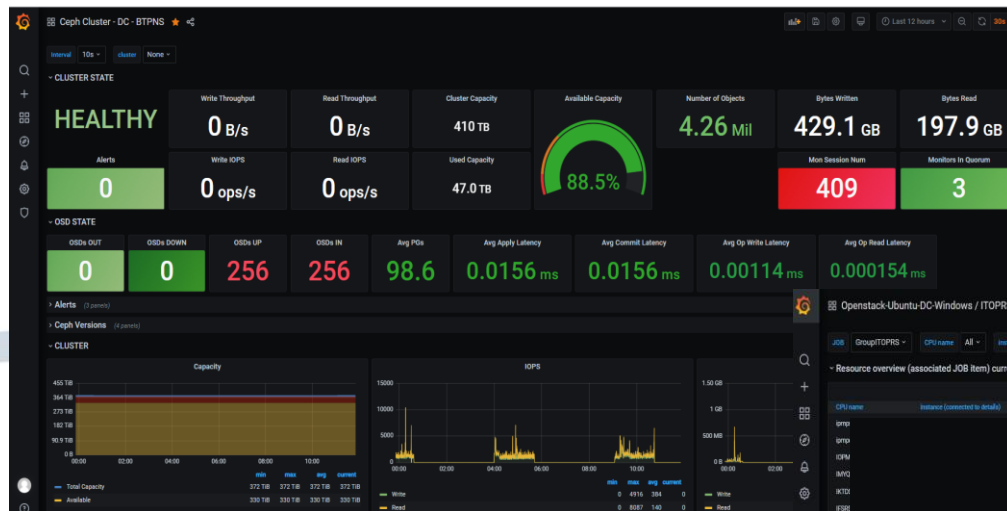 Ceph Cluster - DC - BTPNS
Last 12 hours
30s
Interval 10s cluster None
CLUSTER STATE
HEALTHY
Write Throughput
0 B/s
Read Throughput
0 B/s
Cluster Capacity
410 TB
Available Capacity
88.5%
Number of Objects
4.26 Mil
Bytes Written
429.1 GB
Bytes Read
197.9 GB
Alerts
0
Write IOPS
0 ops/s
Read IOPS
0 ops/s
Used Capacity
47.0 TB
Mon Session Num
409
Monitors In Quorum
3
OSD STATE
OSDs OUT
0
OSDs DOWN
0
OSDs UP
256
OSDs IN
256
Avg PGs
98.6
Avg Apply Latency
0.0156 ms
Avg Commit Latency
0.0156 ms
Avg Op Write Latency
0.00114 ms
Avg Op Read Latency
0.000154 ms
Alerts (3 panels)
Ceph Versions (4 panels)
CLUSTER
Capacity
455 TiB
364 TiB
273 TiB
182 TiB
90.9 TiB
0 B
00:00 02:00 04:00 06:00 08:00 10:00
min max avg current
Total Capacity 372 TiB 372 TiB 372 TiB 372 TiB
Available 330 TiB 330 TiB 330 TiB 330 TiB
IOPS
15000
10000
5000
0
00:00 02:00 04:00 06:00 08:00 10:00
min max avg current
Write 0 4916 384 0
Read 0 8087 140 0
1.50 GB
1 GB
500 MB
0 B
00:00 02:00
Write
Read
Openstack-Ubuntu-DC-Windows / ITOPRS
JOB GroupITOPRS CPU name All
Resource overview (associated JOB item) curr
CPU name Instance (connected to details)